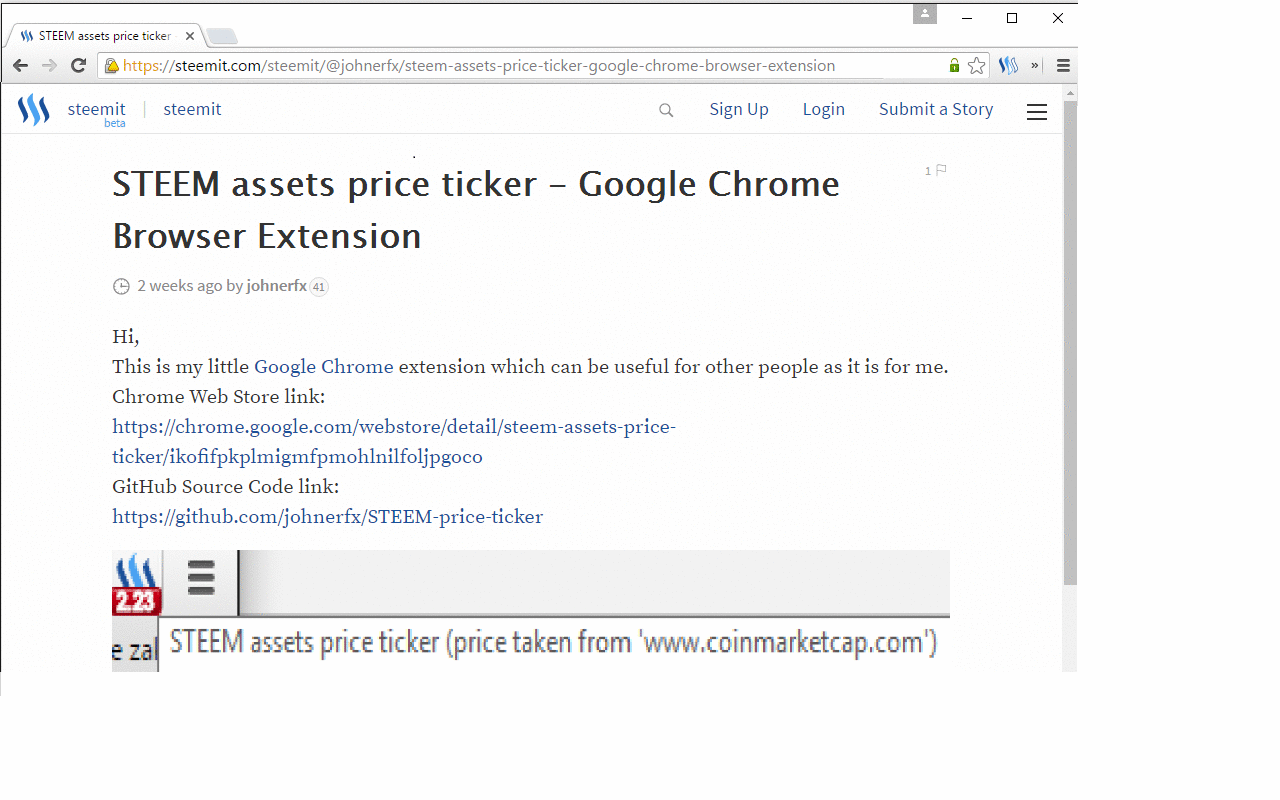 STEEM assets price ticker
https://steemit.com/steemit/@johnerfx/steem-assets-price-ticker-google-chrome-browser-extension
»
steemit
beta
steemit
Sign Up
Login
Submit a Story
STEEM assets price ticker – Google Chrome
Browser Extension
1
2 weeks ago by johnerfx 41
Hi,
This is my little Google Chrome extension which can be useful for other people as it is for me.
Chrome Web Store link:
https://chrome.google.com/webstore/detail/steem-assets-price-
ticker/ikofifpkplmigmfpmohlnilfoljpgoco
GitHub Source Code link:
https://github.com/johnerfx/STEEM-price-ticker
2.23
e zal
STEEM assets price ticker (price taken from 'www.coinmarketcap.com')